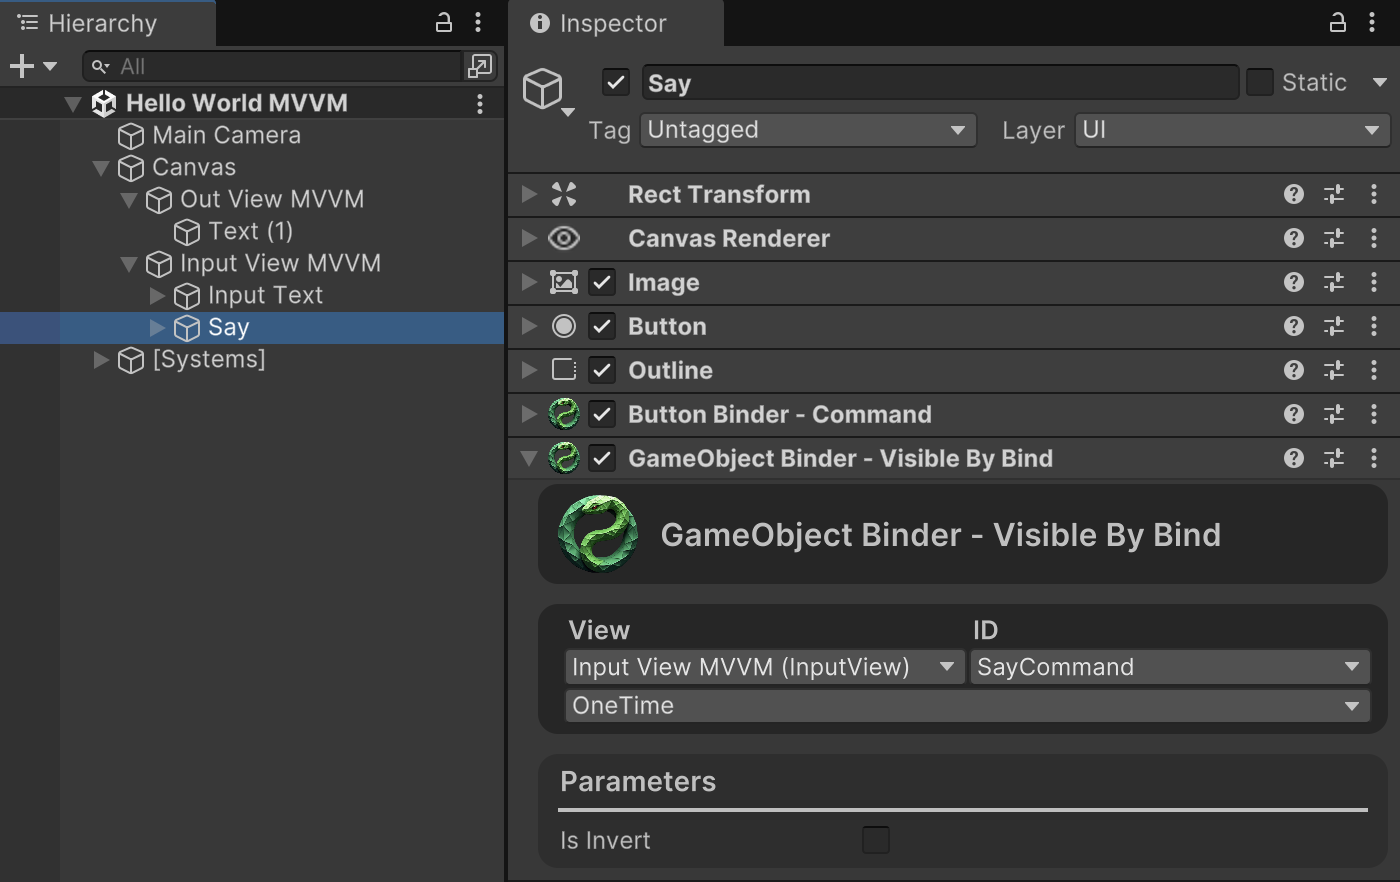 Hierarchy
All
Hello World MVVM
Main Camera
Canvas
Out View MVVM
Text (1)
Input View MVVM
Input Text
Say
[Systems]
Inspector
Say
Static
Tag
Untagged
Layer
UI
Rect Transform
Canvas Renderer
Image
Button
Outline
Button Binder - Command
GameObject Binder - Visible By Bind
GameObject Binder - Visible By Bind
View
ID
Input View MVVM (InputView)
SayCommand
OneTime
Parameters
Is Invert